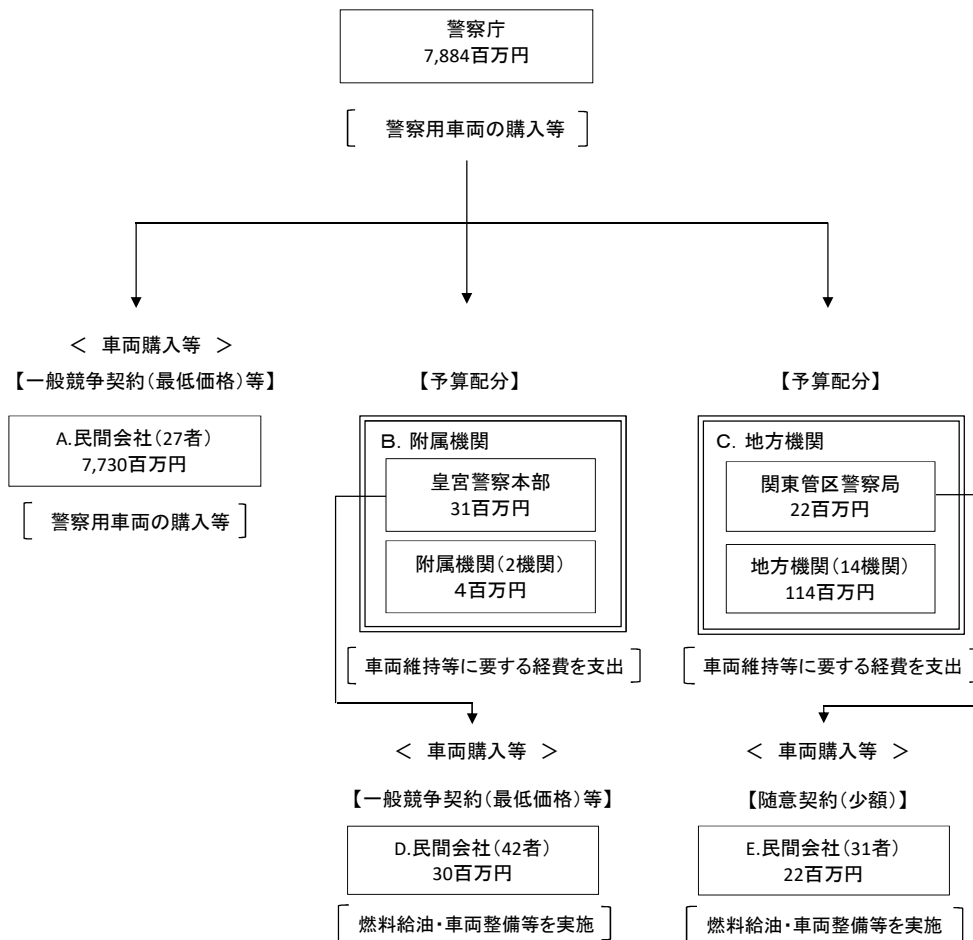 警察庁
7,884百万円
[ 警察用車両の購入等 ]
＜ 車両購入等 ＞
【一般競争契約(最低価格)等】
A.民間会社(27者)
7,730百万円
[ 警察用車両の購入等 ]
【予算配分】
B. 附属機関
皇宮警察本部
31百万円
附属機関(2機関)
４百万円
[ 車両維持等に要する経費を支出 ]
【予算配分】
C. 地方機関
関東管区警察局
22百万円
地方機関(14機関)
114百万円
[ 車両維持等に要する経費を支出 ]
＜ 車両購入等 ＞
【一般競争契約(最低価格)等】
D.民間会社(42者)
30百万円
[ 燃料給油・車両整備等を実施 ]
＜ 車両購入等 ＞
【随意契約(少額)】
E.民間会社(31者)
22百万円
[ 燃料給油・車両整備等を実施 ]